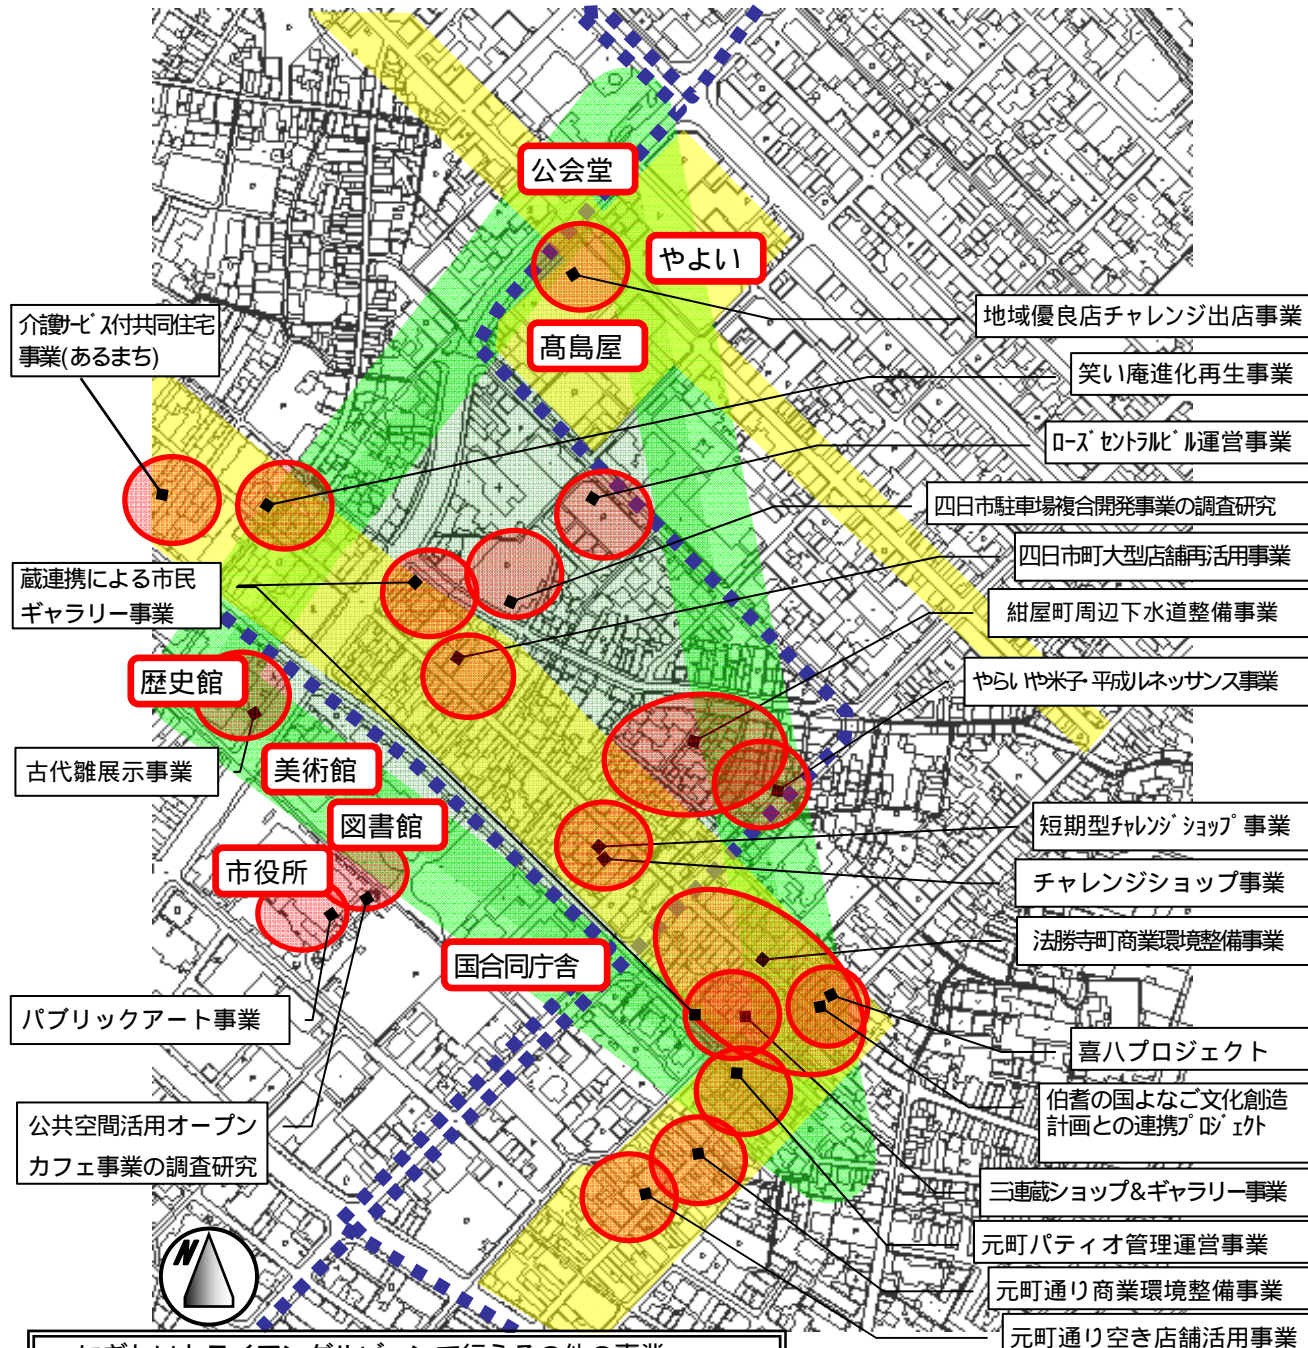 公会堂
やよい
髙島屋
介護サービス付共同住宅
事業(あるまち)
地域優良店チャレンジ出店事業
笑い庵進化再生事業
ローズセントラルビル運営事業
四日市駐車場複合開発事業の調査研究
四日市町大型店舗再活用事業
蔵連携による市民
ギャラリー事業
紺屋町周辺下水道整備事業
歴史館
やらいや米子・平成ルネッサンス事業
古代雛展示事業
美術館
図書館
短期型チャレンジショップ事業
市役所
チャレンジショップ事業
国合同庁舎
法勝寺町商業環境整備事業
パブリックアート事業
喜八プロジェクト
伯耆の国よなご文化創造
計画との連携プロジェクト
公共空間活用オープン
カフェ事業の調査研究
三連蔵ショップ&ギャラリー事業
元町パティオ管理運営事業
N
元町通り商業環境整備事業
元町通り空き店舗活用事業